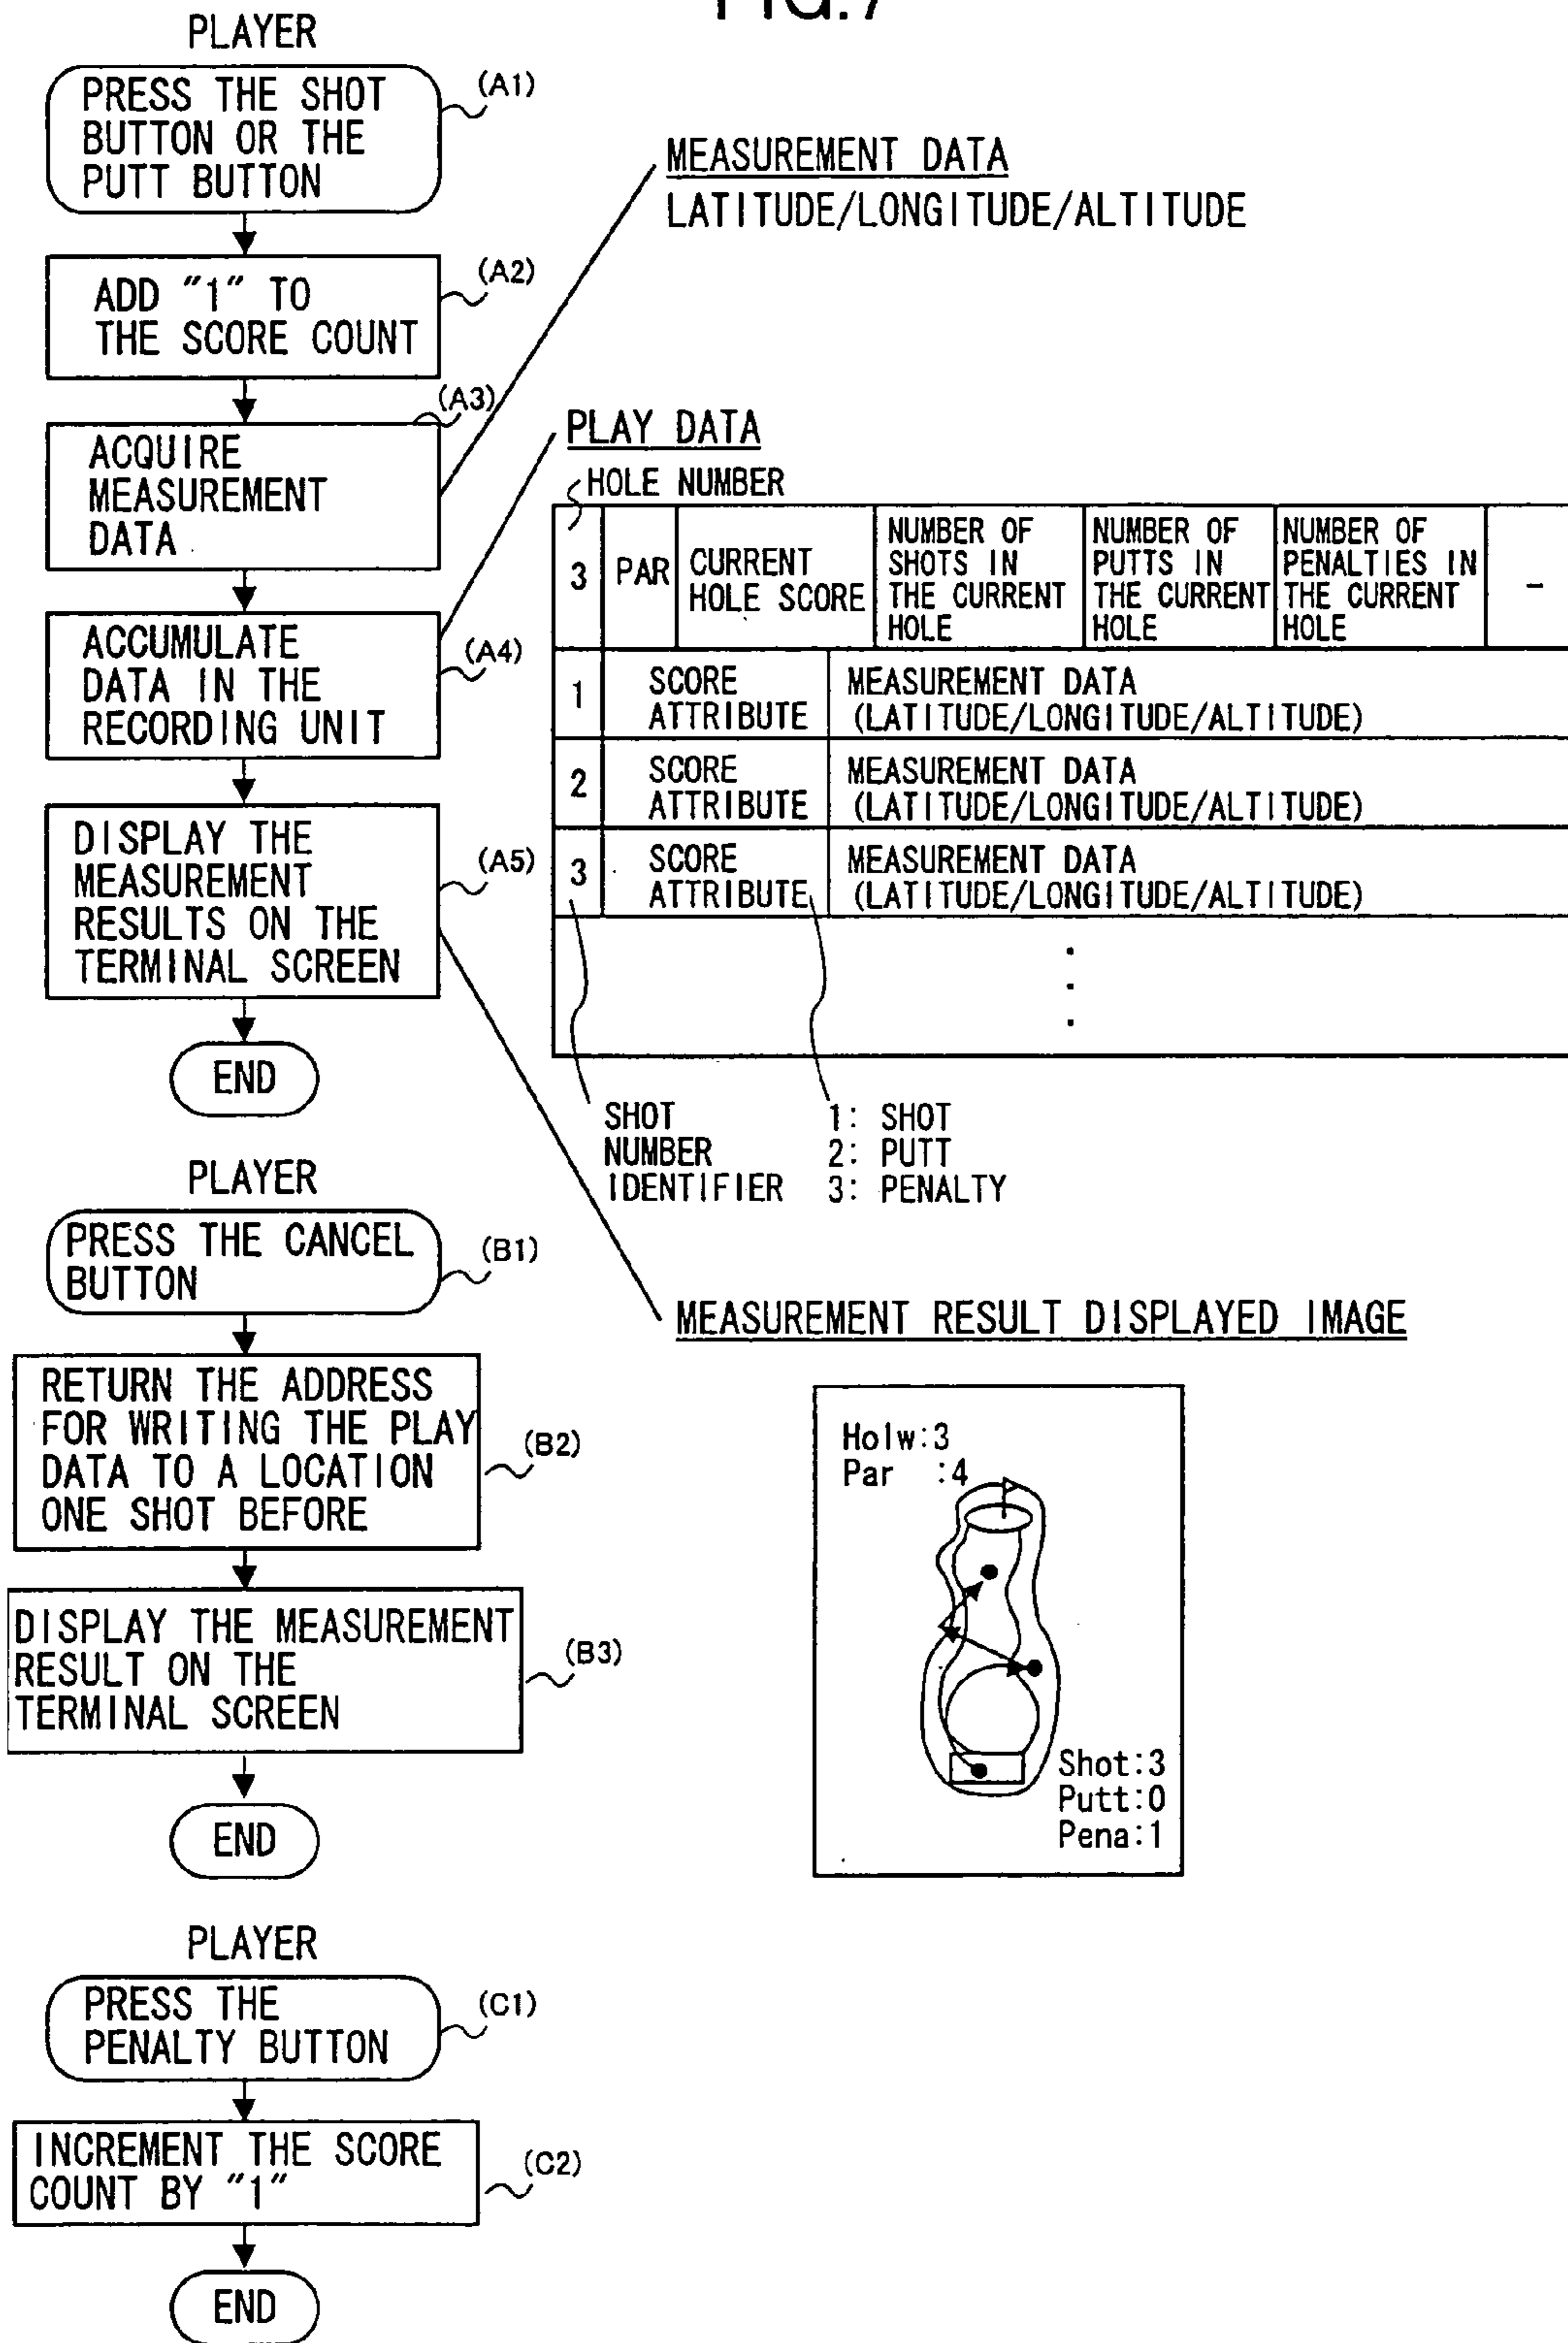 FIG.7
PLAYER
PRESS THE SHOT
BUTTON OR THE
PUTT BUTTON
(A1)
ADD "1" TO
THE SCORE COUNT
(A2)
ACQUIRE
MEASUREMENT
DATA
(A3)
ACCUMULATE
DATA IN THE
RECORDING UNIT
(A4)
DISPLAY THE
MEASUREMENT
RESULTS ON THE
TERMINAL SCREEN
(A5)
END
MEASUREMENT DATA
LATITUDE/LONGITUDE/ALTITUDE
PLAY DATA
HOLE NUMBER
3
PAR
CURRENT
HOLE SCORE
NUMBER OF
SHOTS IN
THE CURRENT
HOLE
NUMBER OF
PUTTS IN
THE CURRENT
HOLE
NUMBER OF
PENALTIES IN
THE CURRENT
HOLE
-
1
SCORE
ATTRIBUTE
MEASUREMENT DATA
(LATITUDE/LONGITUDE/ALTITUDE)
2
SCORE
ATTRIBUTE
MEASUREMENT DATA
(LATITUDE/LONGITUDE/ALTITUDE)
3
SCORE
ATTRIBUTE
MEASUREMENT DATA
(LATITUDE/LONGITUDE/ALTITUDE)
SHOT
NUMBER
IDENTIFIER
1: SHOT
2: PUTT
3: PENALTY
PLAYER
PRESS THE CANCEL
BUTTON
(B1)
RETURN THE ADDRESS
FOR WRITING THE PLAY
DATA TO A LOCATION
ONE SHOT BEFORE
(B2)
DISPLAY THE MEASUREMENT
RESULT ON THE
TERMINAL SCREEN
(B3)
END
MEASUREMENT RESULT DISPLAYED IMAGE
Holw:3
Par :4
Shot:3
Putt:0
Pena:1
PLAYER
PRESS THE
PENALTY BUTTON
(C1)
INCREMENT THE SCORE
COUNT BY "1"
(C2)
END